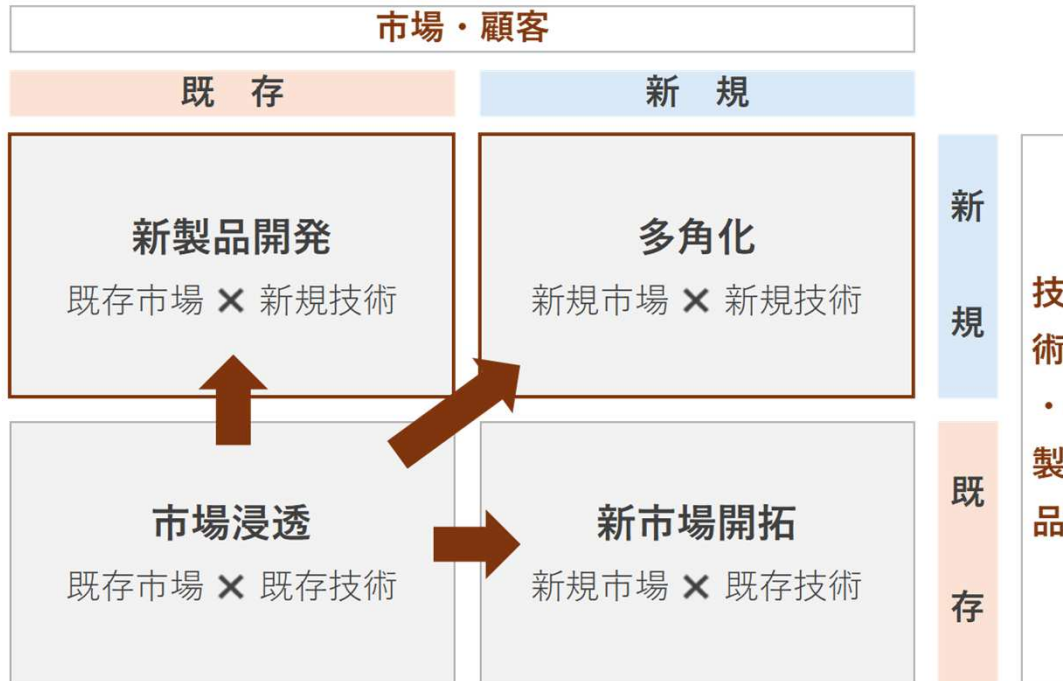 市場・顧客
既 存
新 規
新製品開発
既存市場 × 新規技術
多角化
新規市場 × 新規技術
新規
市場浸透
既存市場 × 既存技術
新市場開拓
新規市場 × 既存技術
既存
技術・製品